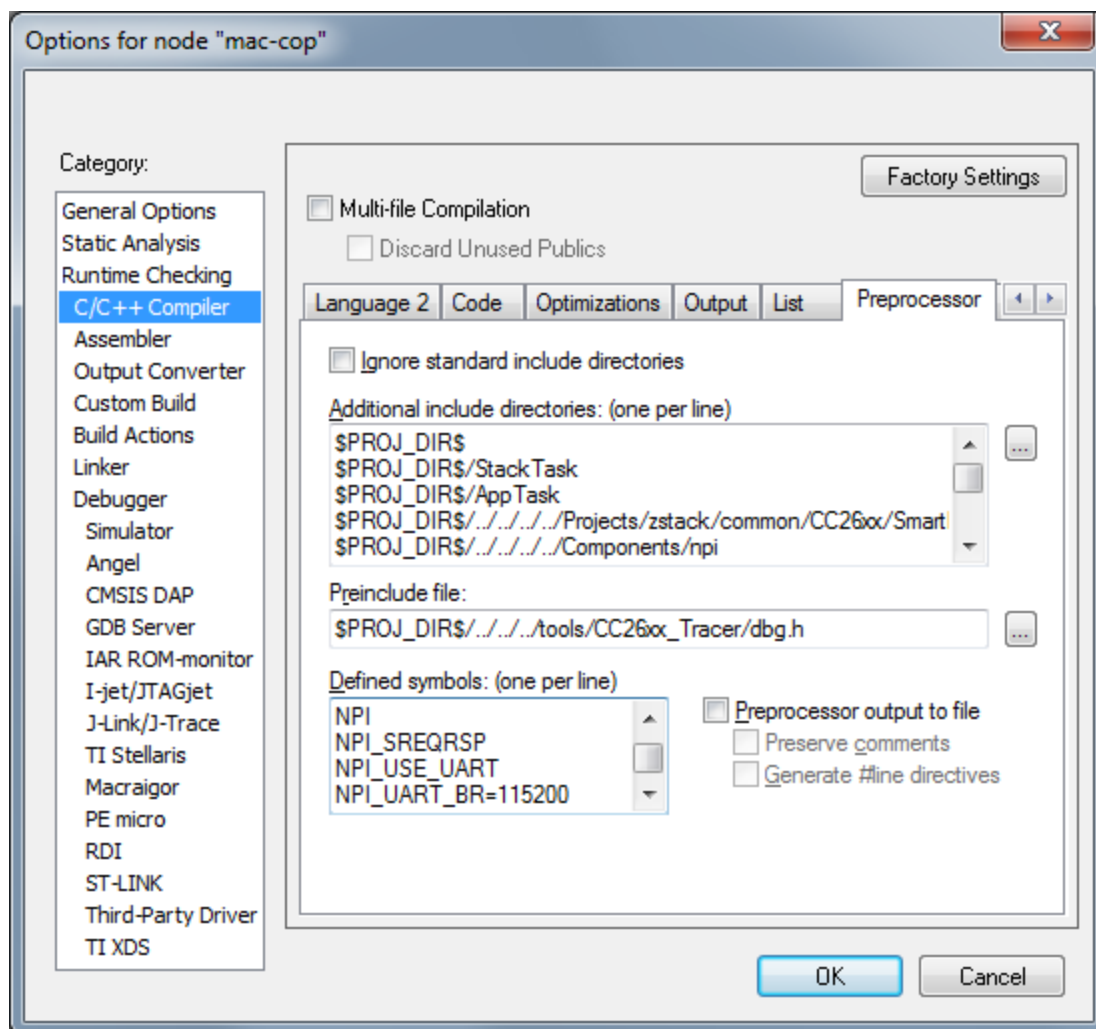 Options for node "mac-cop"
Category:
General Options
Static Analysis
Runtime Checking
C/C++ Compiler
Assembler
Output Converter
Custom Build
Build Actions
Linker
Debugger
Simulator
Angel
CMSIS DAP
GDB Server
IAR ROM-monitor
I-jet/JTAGjet
J-Link/J-Trace
TI Stellaris
Macraigor
PE micro
RDI
ST-LINK
Third-Party Driver
TI XDS
Factory Settings
Multi-file Compilation
Discard Unused Publics
Language 2 Code Optimizations Output List Preprocessor
Ignore standard include directories
Additional include directories: (one per line)
$PROJ_DIR$
$PROJ_DIR$/StackTask
$PROJ_DIR$/AppTask
$PROJ_DIR$/../../../../Projects/zstack/common/CC26xx/Smart
$PROJ_DIR$/../../../../Components/npi
...
Preinclude file:
$PROJ_DIR$/../../../tools/CC26xx_Tracer/dbg.h
...
Defined symbols: (one per line)
NPI
NPI_SREQRSP
NPI_USE_UART
NPI_UART_BR=115200
Preprocessor output to file
Preserve comments
Generate #line directives
OK
Cancel